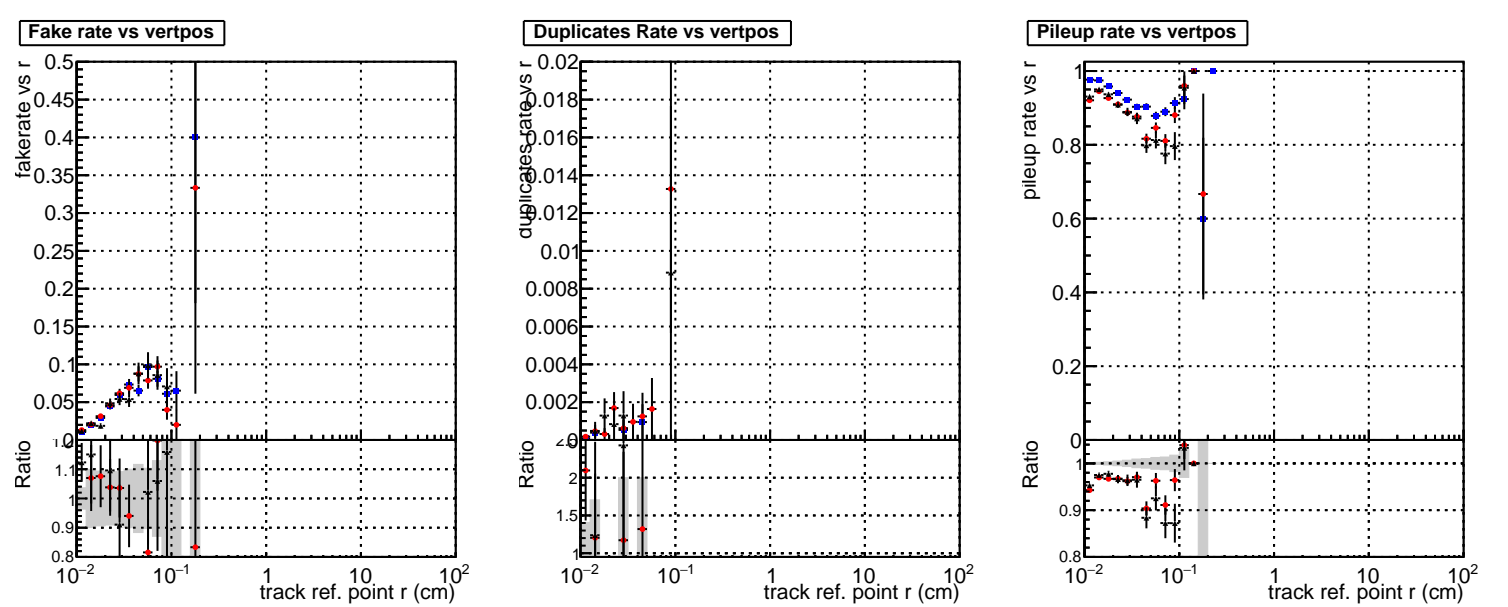 Fake rate vs vertpos
fakerate vs r
0.5
0.45
0.4
0.35
0.3
0.25
0.2
0.15
0.1
0.05
0
Ratio
1.1
1
0.9
0.8
10⁻² 10⁻¹ 1 10 10²
track ref. point r (cm)
Duplicates Rate vs vertpos
duplicates rate vs r
0.02
0.018
0.016
0.014
0.012
0.01
0.008
0.006
0.004
0.002
0
Ratio
2
1.5
1
10⁻² 10⁻¹ 1 10 10²
track ref. point r (cm)
Pileup rate vs vertpos
pileup rate vs r
1
0.8
0.6
0.4
0.2
0
Ratio
1
0.9
0.8
10⁻² 10⁻¹ 1 10 10²
track ref. point r (cm)